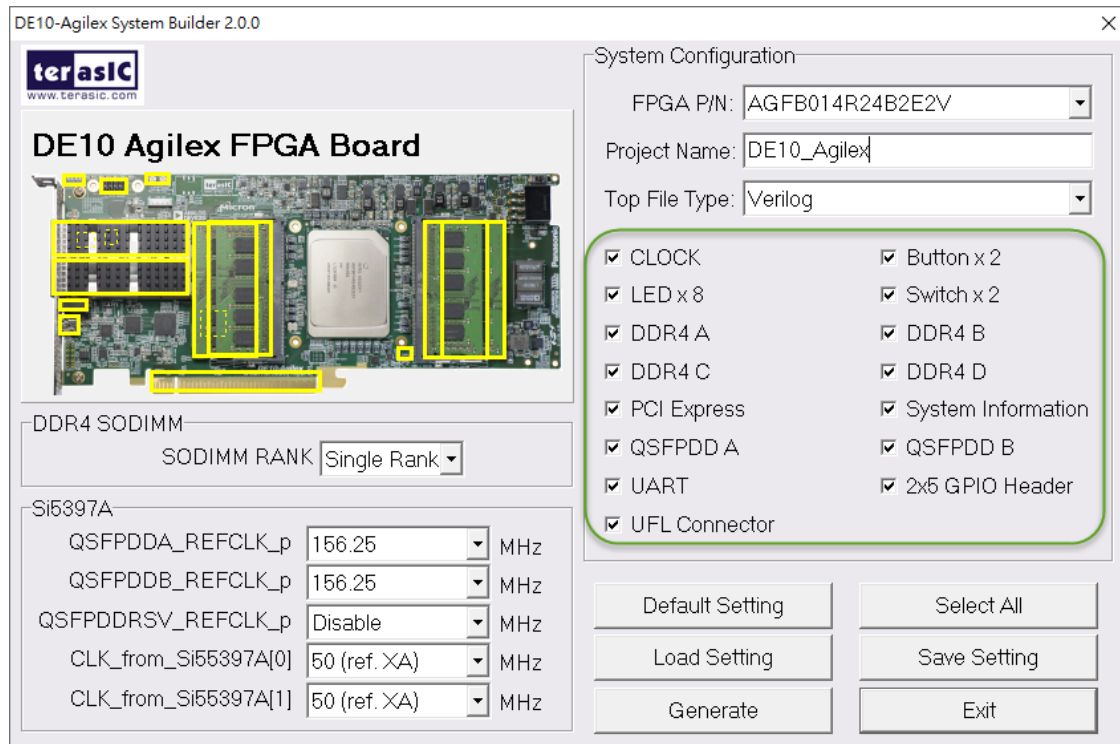 DE10-Agilex System Builder 2.0.0
terasIC
www.terasic.com
DE10 Agilex FPGA Board
Micron
Panasonic
DDR4 SODIMM
SODIMM RANK Single Rank
Si5397A
QSFPDDA_REFCLK_p 156.25 MHz
QSFPDDB_REFCLK_p 156.25 MHz
QSFPDDRSV_REFCLK_p Disable MHz
CLK_from_Si55397A[0] 50 (ref. XA) MHz
CLK_from_Si55397A[1] 50 (ref. XA) MHz
System Configuration
FPGA P/N: AGFB014R24B2E2V
Project Name: DE10_Agilex
Top File Type: Verilog
CLOCK Button x 2
LED x 8 Switch x 2
DDR4 A DDR4 B
DDR4 C DDR4 D
PCI Express System Information
QSFPDD A QSFPDD B
UART 2x5 GPIO Header
UFL Connector
Default Setting Select All
Load Setting Save Setting
Generate Exit